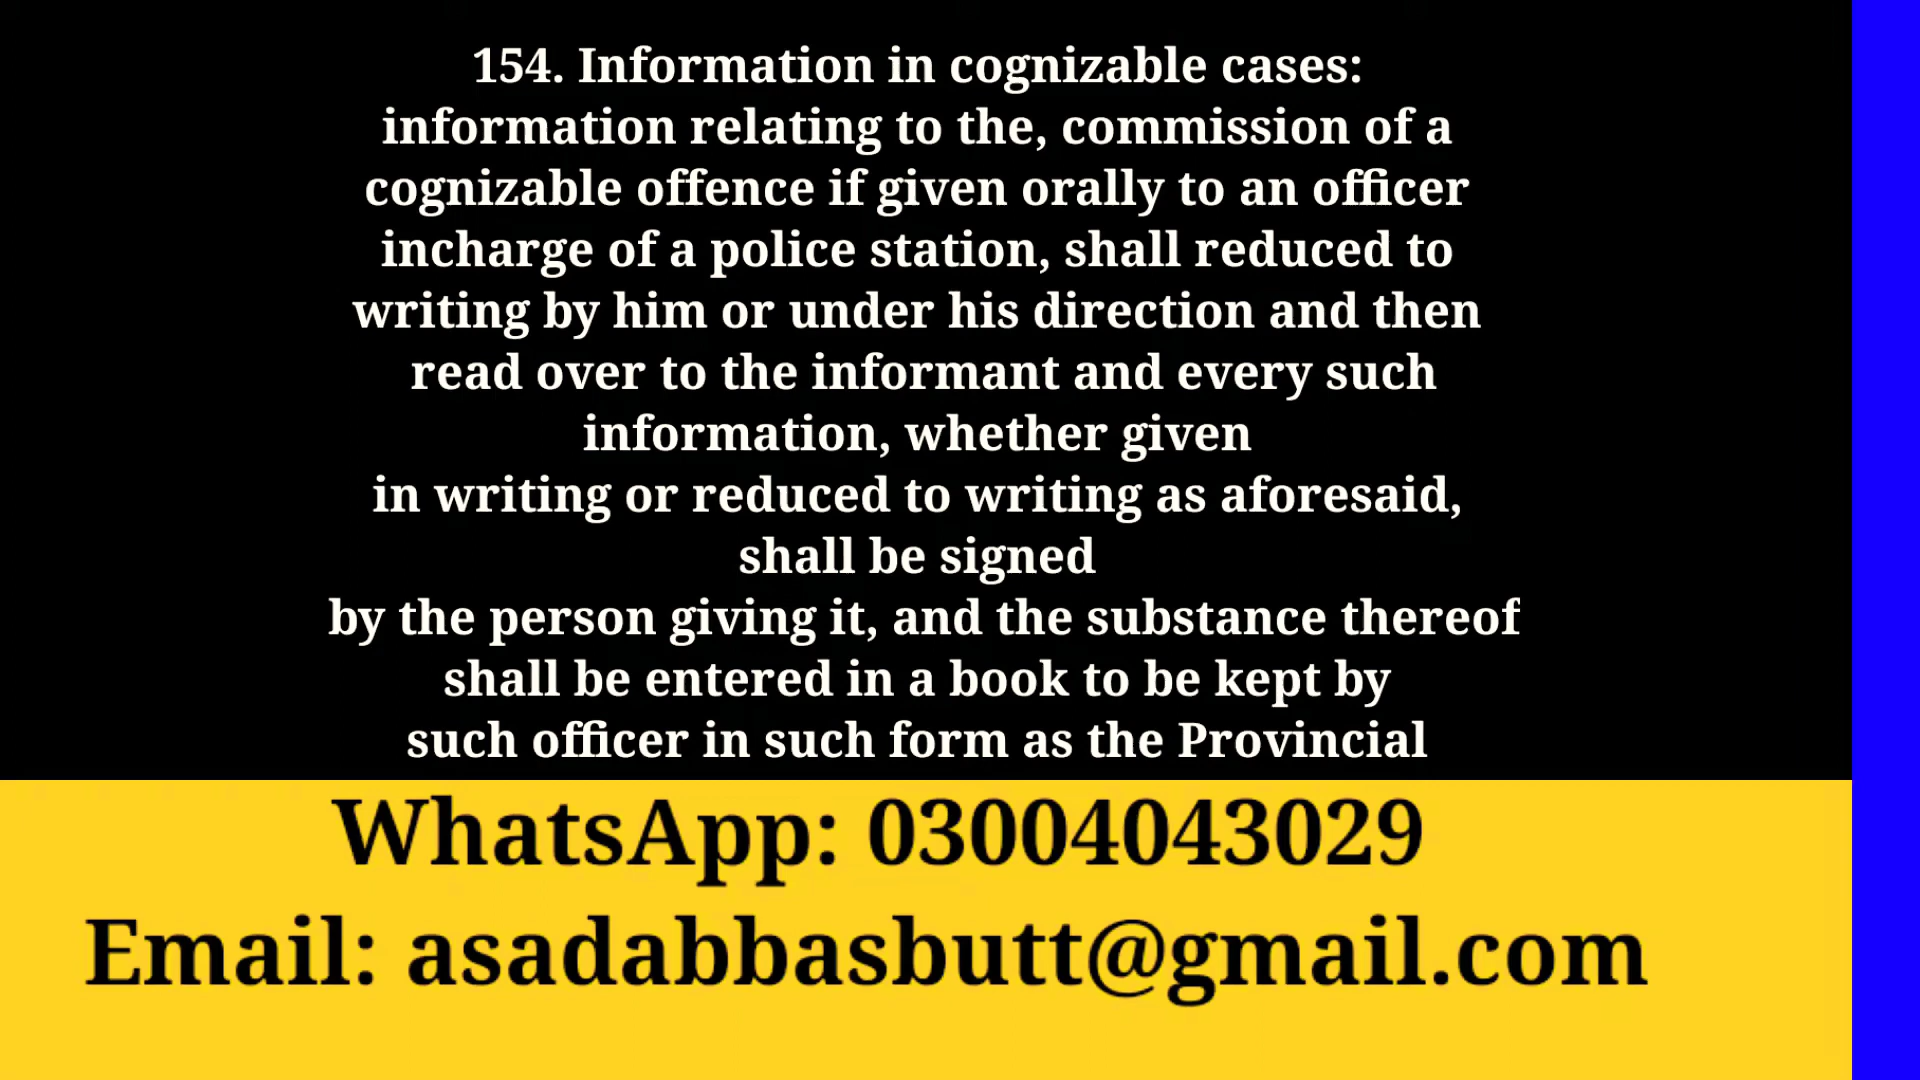 154. Information in cognizable cases:
information relating to the, commission of a
cognizable offence if given orally to an officer
incharge of a police station, shall reduced to
writing by him or under his direction and then
read over to the informant and every such
information, whether given
in writing or reduced to writing as aforesaid,
shall be signed
by the person giving it, and the substance thereof
shall be entered in a book to be kept by
such officer in such form as the Provincial
WhatsApp: 03004043029
Email: asadabbasbutt@gmail.com